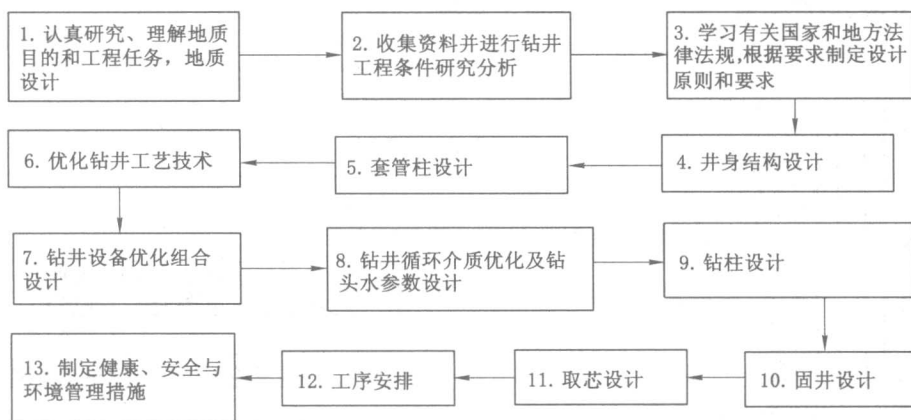 1. 认真研究、理解地质
目的和工程任务，地质
设计
2. 收集资料并进行钻井
工程条件研究分析
3. 学习有关国家和地方法
律法规,根据要求制定设计
原则和要求
6. 优化钻井工艺技术
5. 套管柱设计
4. 井身结构设计
7. 钻井设备优化组合
设计
8. 钻井循环介质优化及钻
头水参数设计
9. 钻柱设计
13. 制定健康、安全与
环境管理措施
12. 工序安排
11. 取芯设计
10. 固井设计